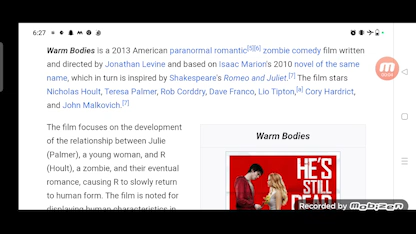 6:27
Warm Bodies is a 2013 American paranormal romantic[5][6] zombie comedy film written
and directed by Jonathan Levine and based on Isaac Marion's 2010 novel of the same
name, which in turn is inspired by Shakespeare's Romeo and Juliet.[7] The film stars
Nicholas Hoult, Teresa Palmer, Rob Corddry, Dave Franco, Lio Tipton,[a] Cory Hardrict,
and John Malkovich.[7]
The film focuses on the development
of the relationship between Julie
(Palmer), a young woman, and R
(Hoult), a zombie, and their eventual
romance, causing R to slowly return
to human form. The film is noted for
displaying human characteristics in
Warm Bodies
HE'S
STILL
DEAD
Recorded by mobizen